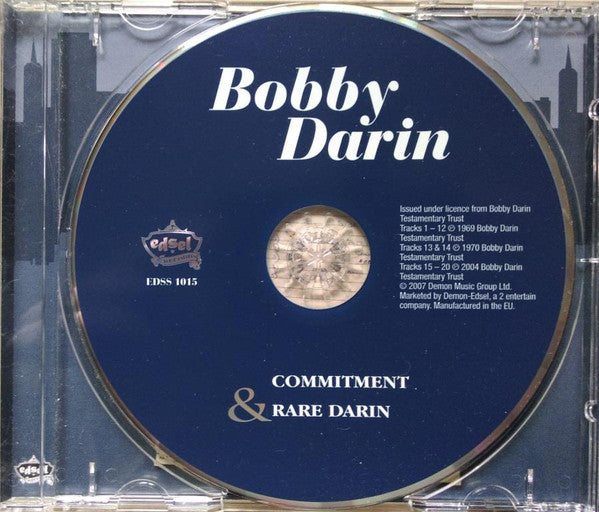 Bobby
Darin
Issued under licence from Bobby Darin
Testamentary Trust
Tracks 1 – 12 ℗ 1969 Bobby Darin
Testamentary Trust
Tracks 13 & 14 ℗ 1970 Bobby Darin
Testamentary Trust
Tracks 15 – 20 ℗ 2004 Bobby Darin
Testamentary Trust
© 2007 Demon Music Group Ltd.
Marketed by Demon-Edsel, a 2 entertain
company. Manufactured in the EU.
edsel
RECORDS
EDSS 1015
COMMITMENT
& RARE DARIN
edsel